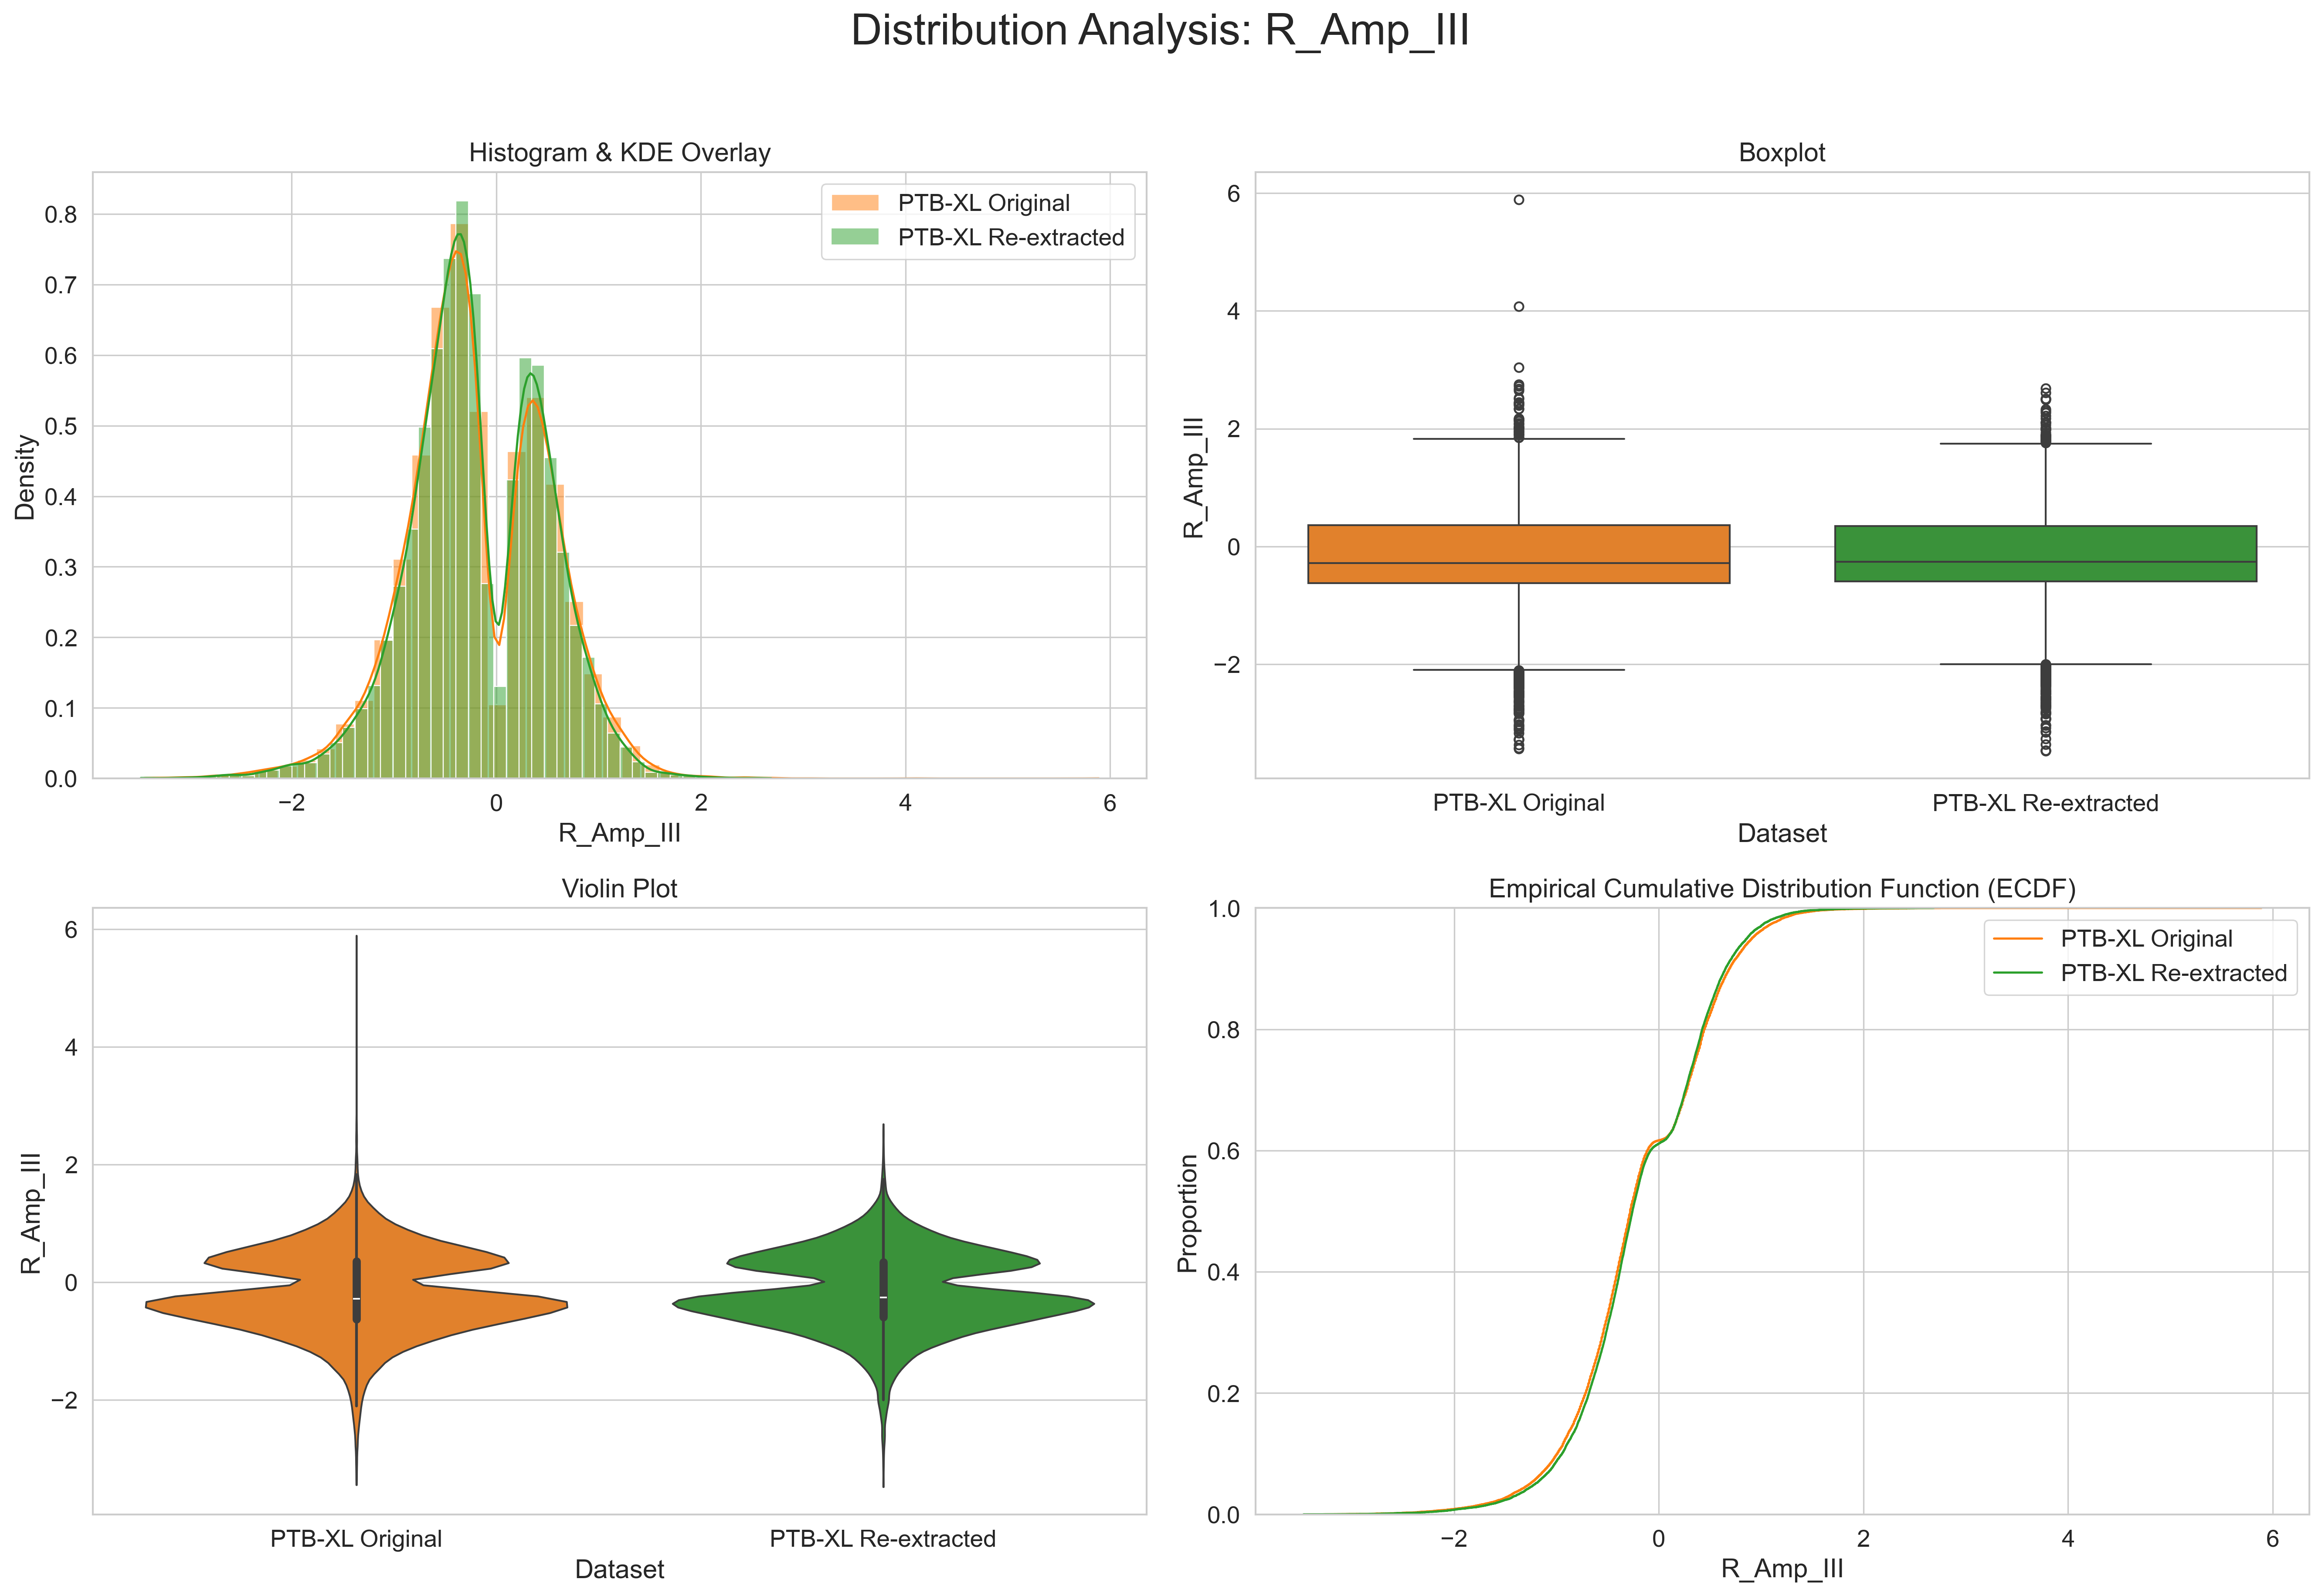 Distribution Analysis: R_Amp_III
Histogram & KDE Overlay
PTB-XL Original
PTB-XL Re-extracted
0.8
0.7
0.6
0.5
0.4
0.3
0.2
0.1
0.0
Density
−2 0 2 4 6
R_Amp_III
Boxplot
6
4
2
0
−2
R_Amp_III
PTB-XL Original PTB-XL Re-extracted
Dataset
Violin Plot
6
4
2
0
−2
R_Amp_III
PTB-XL Original PTB-XL Re-extracted
Dataset
Empirical Cumulative Distribution Function (ECDF)
PTB-XL Original
PTB-XL Re-extracted
1.0
0.8
0.6
0.4
0.2
0.0
Proportion
−2 0 2 4 6
R_Amp_III